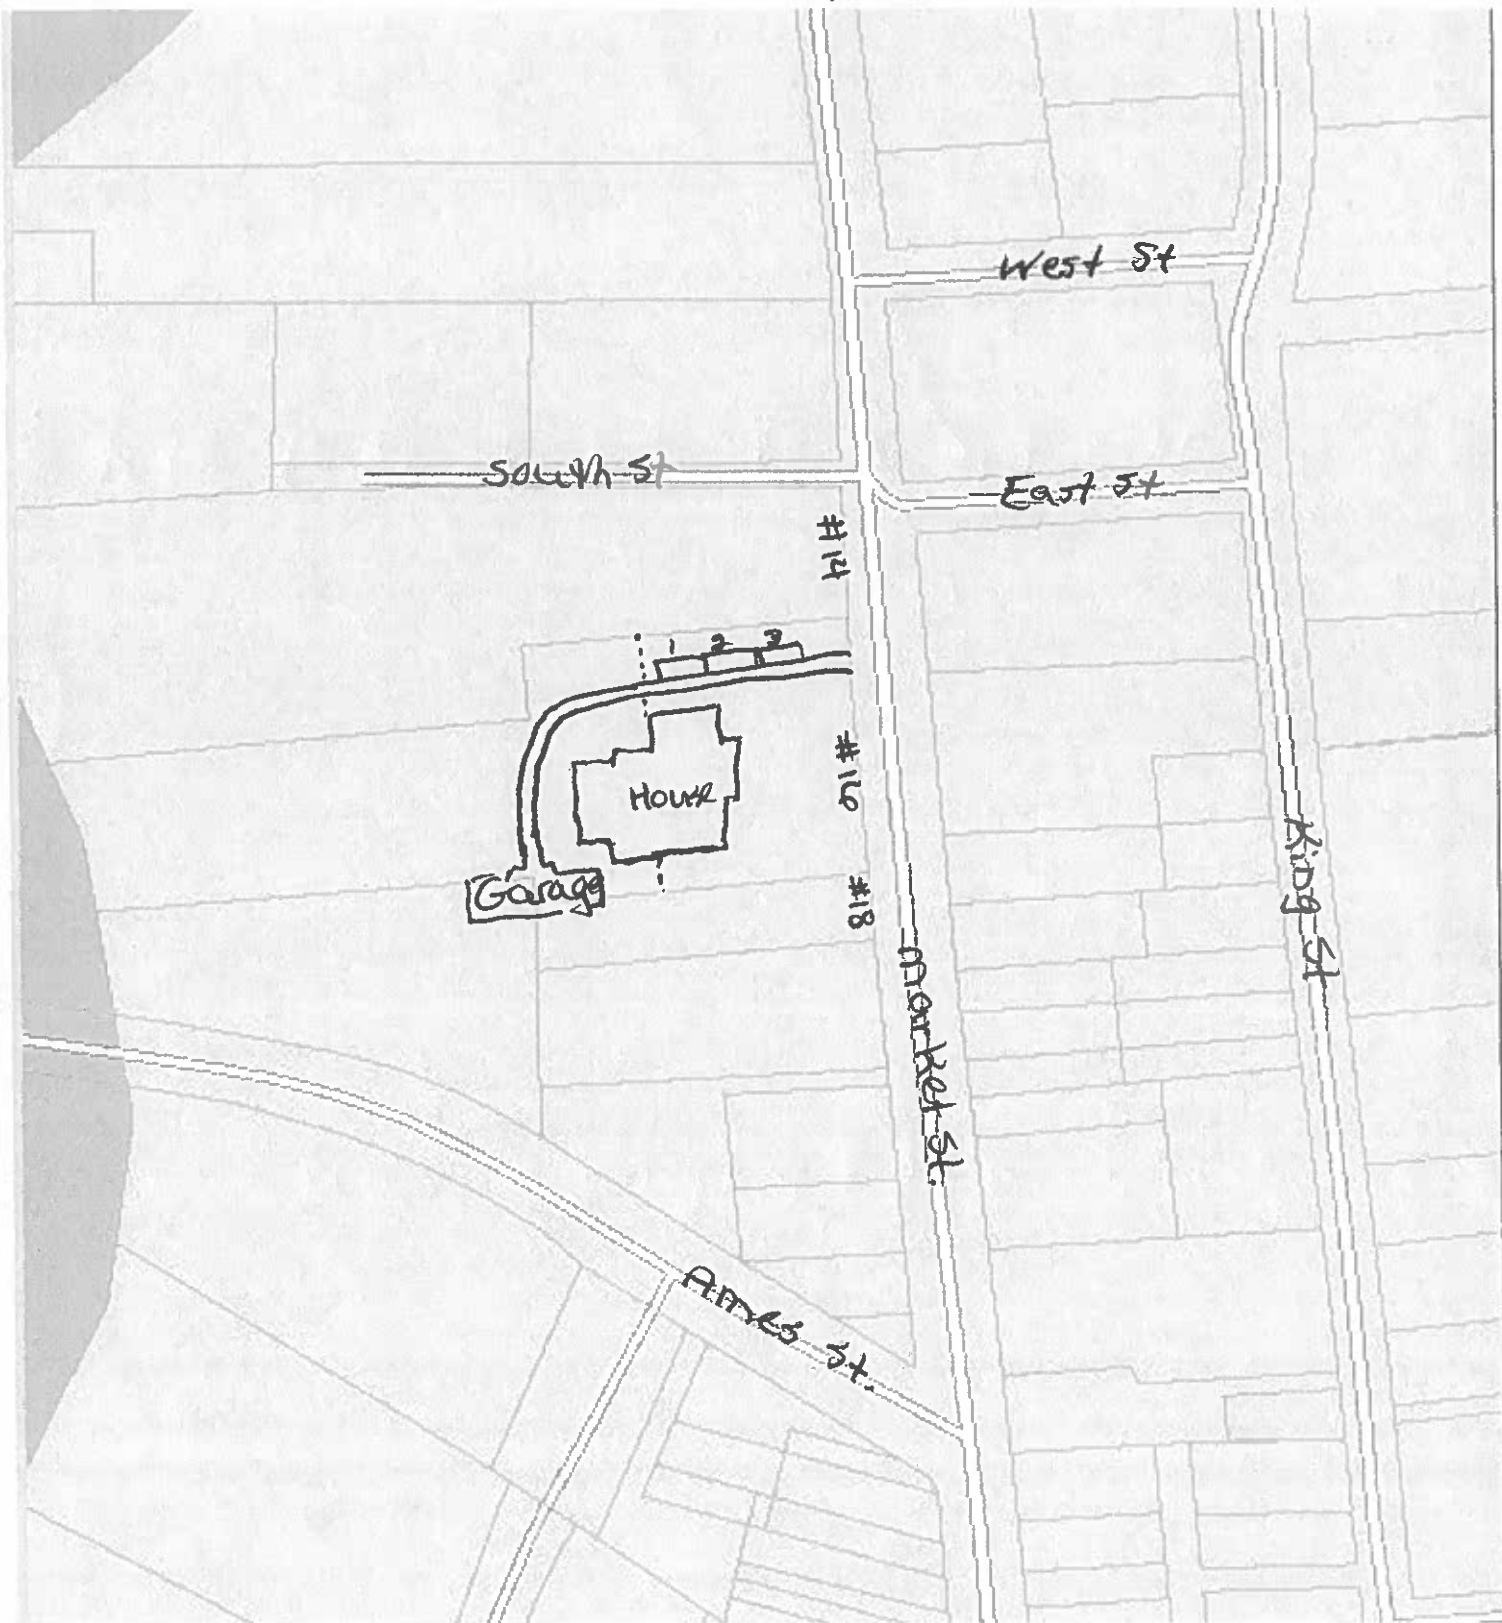 West St
South St
East St
#14
1 2 3
#16
House
King St
Garage
#18
Market St.
Ames St.